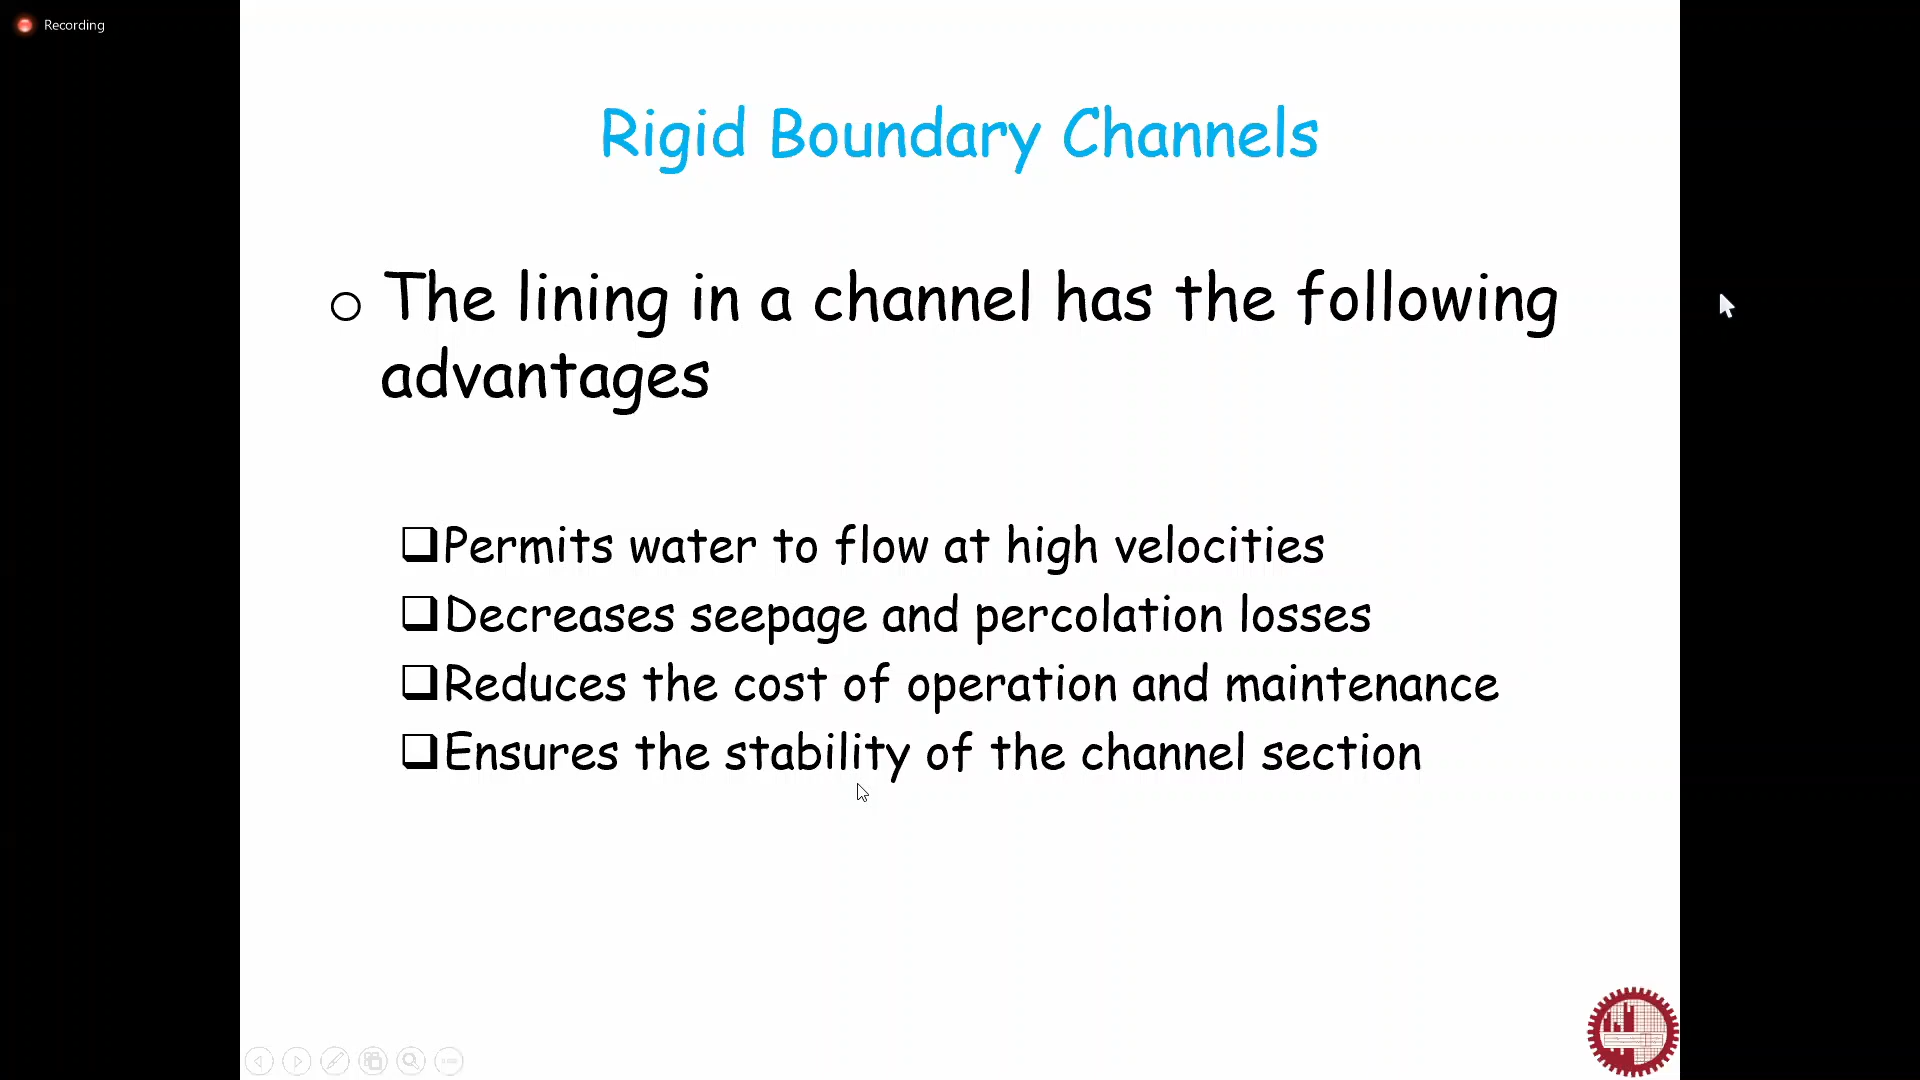 Recording
Rigid Boundary Channels
The lining in a channel has the following
advantages
Permits water to flow at high velocities
Decreases seepage and percolation losses
Reduces the cost of operation and maintenance
Ensures the stability of the channel section